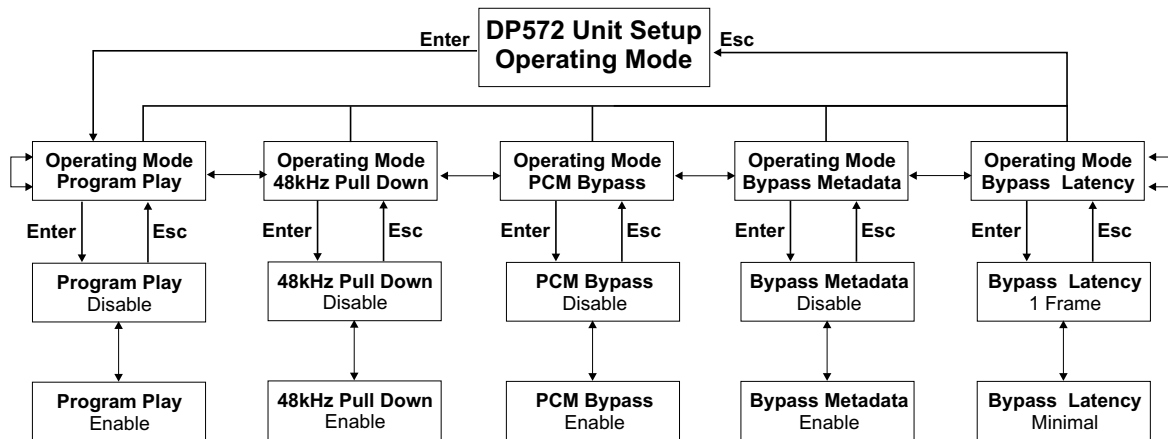 DP572 Unit Setup
Operating Mode
Enter
Esc
Operating Mode
Program Play
Operating Mode
48kHz Pull Down
Operating Mode
PCM Bypass
Operating Mode
Bypass Metadata
Operating Mode
Bypass Latency
Enter
Esc
Enter
Esc
Enter
Esc
Enter
Esc
Enter
Esc
Program Play
Disable
48kHz Pull Down
Disable
PCM Bypass
Disable
Bypass Metadata
Disable
Bypass Latency
1 Frame
Program Play
Enable
48kHz Pull Down
Enable
PCM Bypass
Enable
Bypass Metadata
Enable
Bypass Latency
Minimal